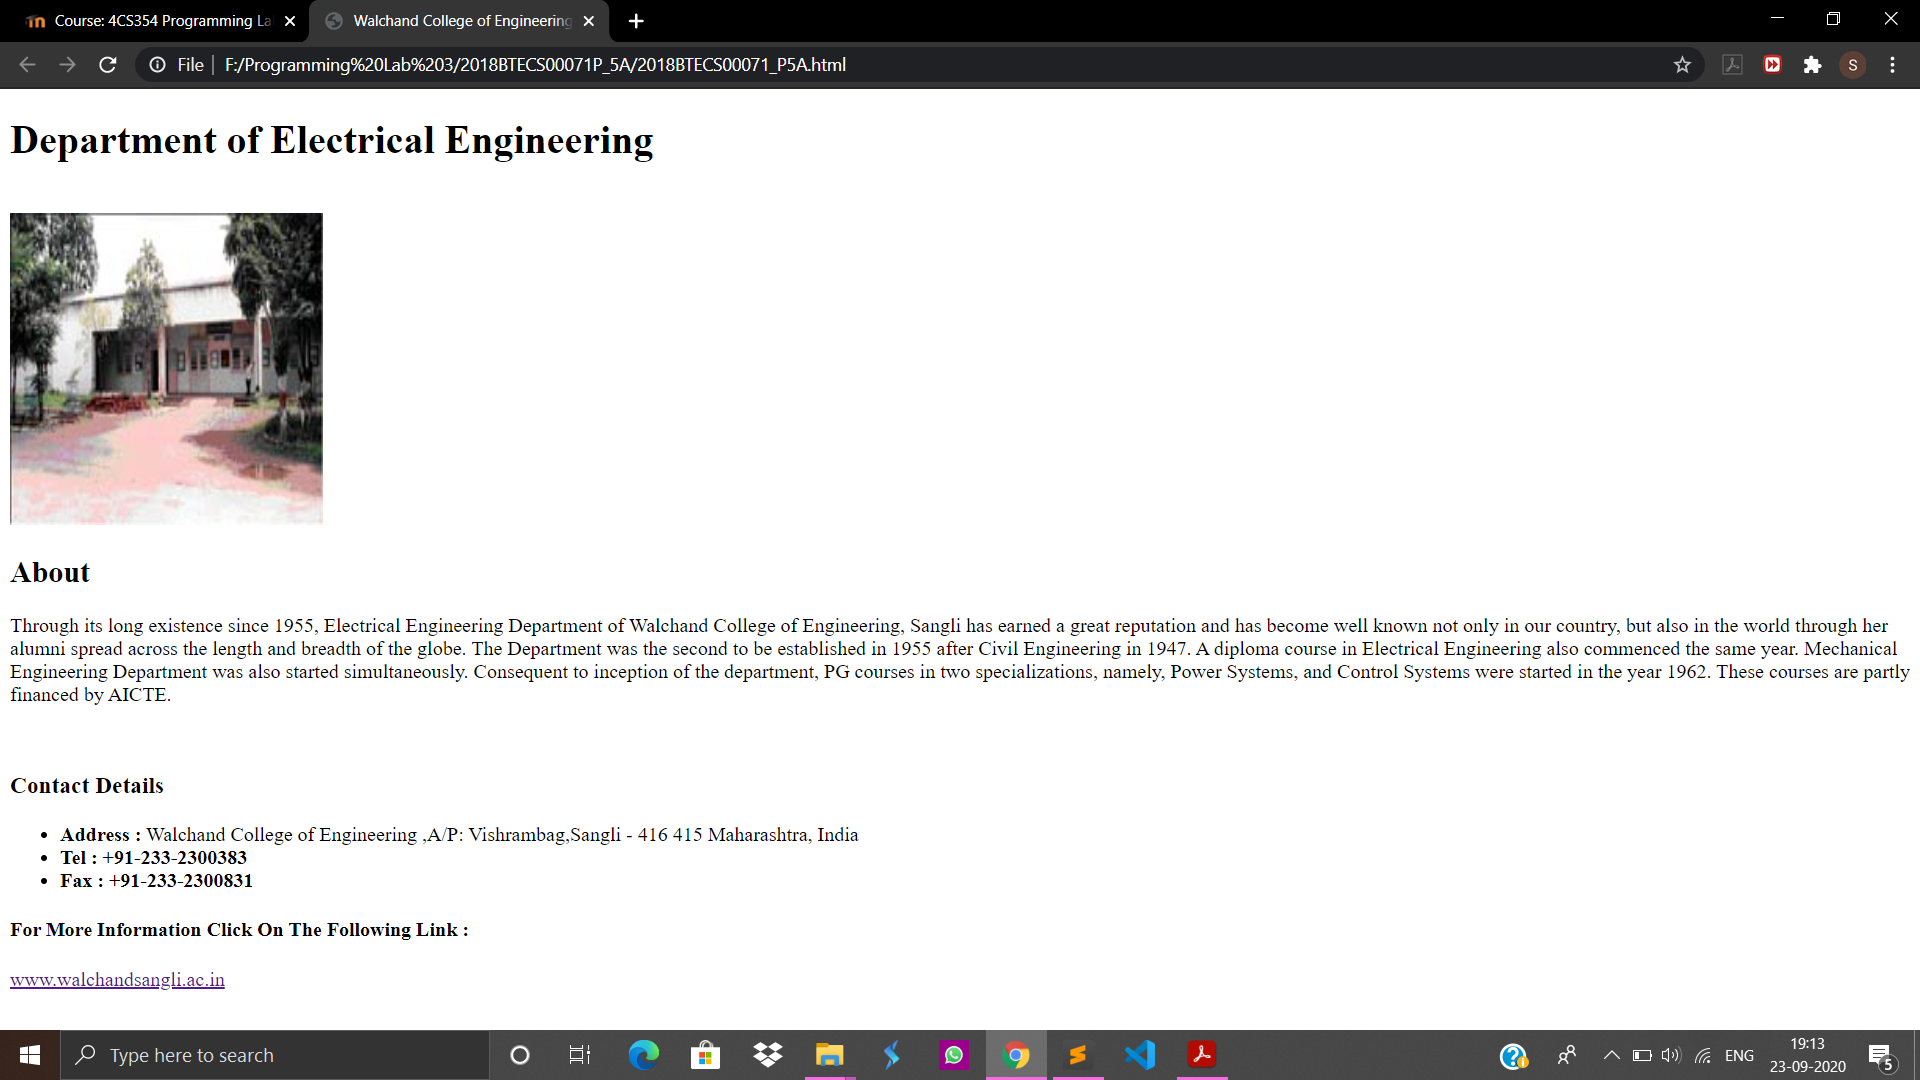 Course: 4CS354 Programming La
Walchand College of Engineering
File
F:/Programming%20Lab%203/2018BTECS00071P_5A/2018BTECS00071_P5A.html
S
Department of Electrical Engineering
About
Through its long existence since 1955, Electrical Engineering Department of Walchand College of Engineering, Sangli has earned a great reputation and has become well known not only in our country, but also in the world through her
alumni spread across the length and breadth of the globe. The Department was the second to be established in 1955 after Civil Engineering in 1947. A diploma course in Electrical Engineering also commenced the same year. Mechanical
Engineering Department was also started simultaneously. Consequent to inception of the department, PG courses in two specializations, namely, Power Systems, and Control Systems were started in the year 1962. These courses are partly
financed by AICTE.
Contact Details
• Address : Walchand College of Engineering ,A/P: Vishrambag,Sangli - 416 415 Maharashtra, India
• Tel : +91-233-2300383
• Fax : +91-233-2300831
For More Information Click On The Following Link :
www.walchandsangli.ac.in
Type here to search
ENG
19:13
23-09-2020
5